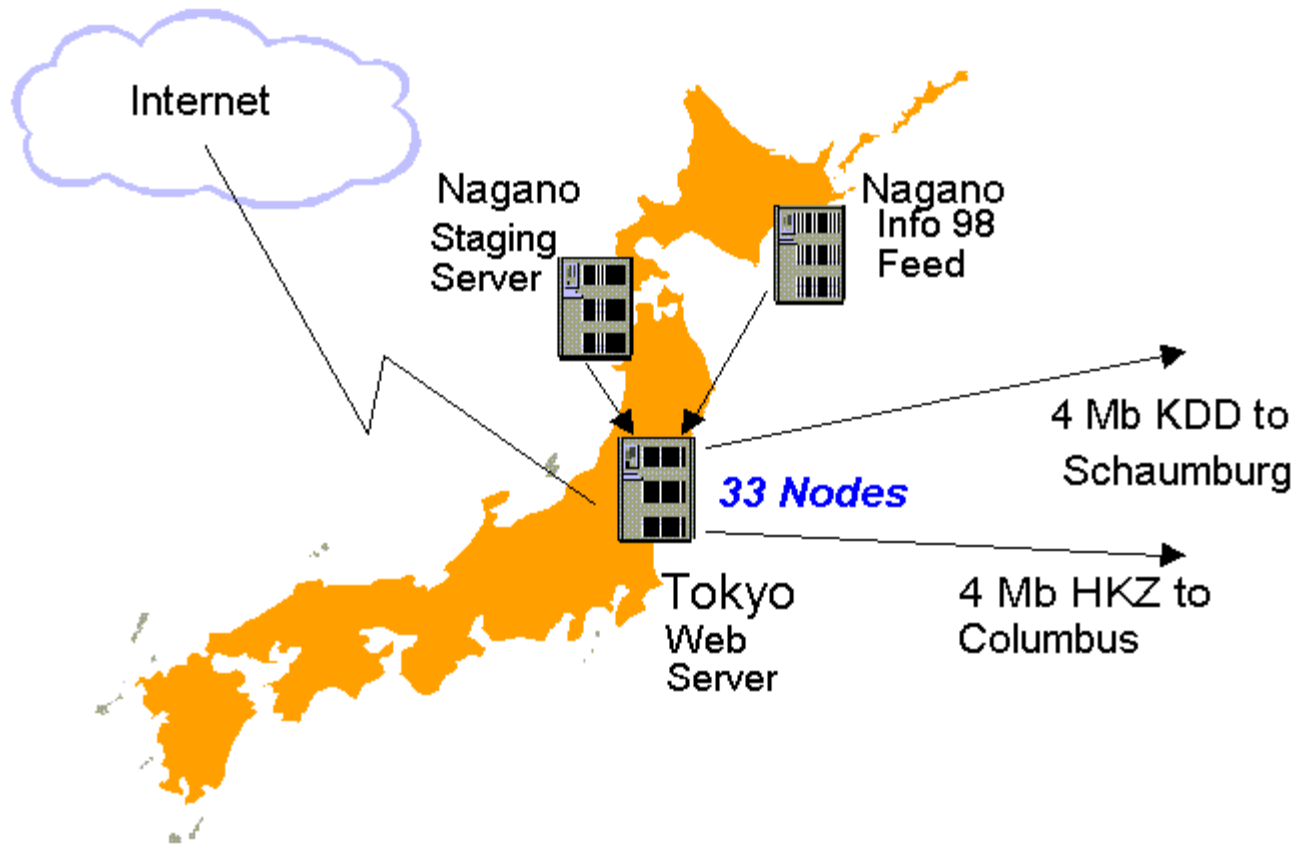 Internet
Nagano
Staging
Server
Nagano
Info 98
Feed
4 Mb KDD to
Schaumburg
33 Nodes
4 Mb HKZ to
Columbus
Tokyo
Web
Server